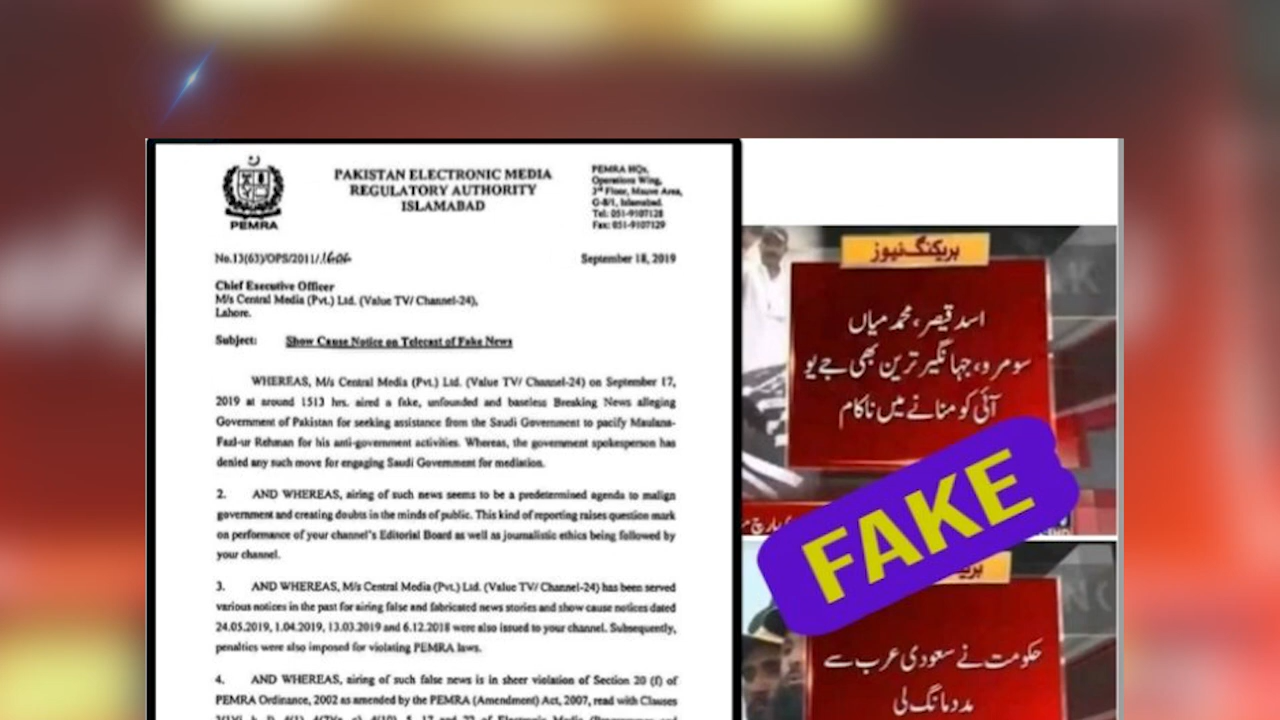 PAKISTAN ELECTRONIC MEDIA
REGULATORY AUTHORITY
ISLAMABAD
PEMRA
PEMRA HQs,
Operations Wing,
3rd Floor, Mauve Area,
G-8/1, Islamabad.
Tel: 051-9107128
Fax: 051-9107129
No.13(63)/OPS/2011/
September 18, 2019
Chief Executive Officer
M/s Central Media (Pvt.) Ltd. (Value TV/ Channel-24),
Lahore.
Subject: Show Cause Notice on Telecast of Fake News
WHEREAS, M/s Central Media (Pvt.) Ltd. (Value TV/ Channel-24) on September 17,
2019 at around 1513 hrs. aired a fake, unfounded and baseless Breaking News alleging
Government of Pakistan for seeking assistance from the Saudi Government to pacify Maulana-
Fazl-ur Rehman for his anti-government activities. Whereas, the government spokesperson has
denied any such move for engaging Saudi Government for mediation.
2. AND WHEREAS, airing of such news seems to be a predetermised agenda to malign
government and creating doubts in the minds of public. This kind of reporting raises question mark
on performance of your channel's Editorial Board as well as journalistic ethics being followed by
your channel.
3. AND WHEREAS, M/s Central Media (Pvt.) Ltd. (Value TV/ Channel-24) has been served
various notices in the past for airing false and fabricated news stories and show cause notices dated
24.05.2019, 1.04.2019, 13.03.2019 and 6.12.2018 were also issued to your channel. Subsequently,
penalties were also imposed for violating PEMRA laws.
4. AND WHEREAS, airing of such false news is in sheer violation of Section 20 (f) of
PEMRA Ordinance, 2002 as amended by the PEMRA (Amendment) Act, 2007, read with Clauses
بریکنگ نیوز
اسد قیصر، محمد میاں
سومرو، جہانگیر ترین بھی جے یو
آئی کو منانے میں ناکام
FAKE
حکومت نے سعودی عرب سے
مدد مانگ لی